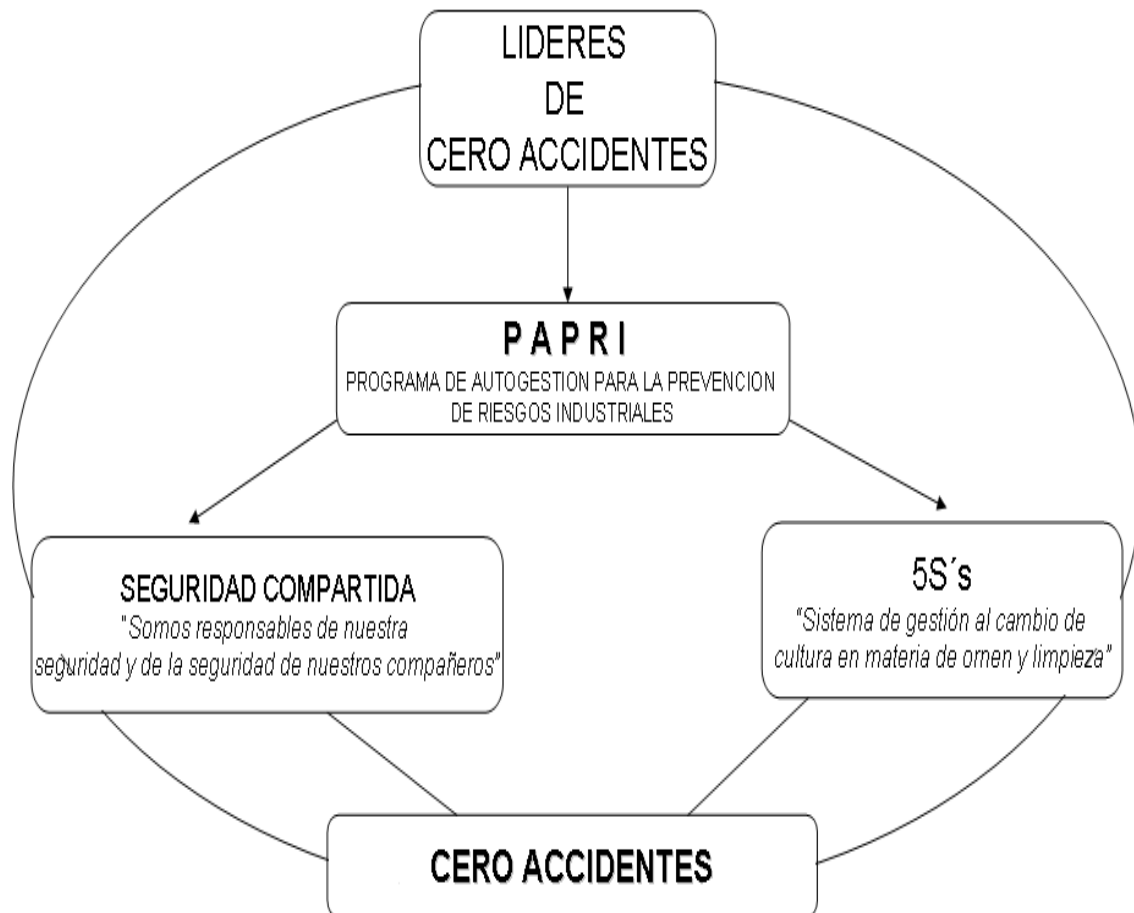 LIDERES
DE
CERO ACCIDENTES
P A P R I
PROGRAMA DE AUTOGESTION PARA LA PREVENCION
DE RIESGOS INDUSTRIALES
SEGURIDAD COMPARTIDA
"Somos responsables de nuestra
seguridad y de la seguridad de nuestros compañeros"
5S´s
"Sistema de gestión al cambio de
cultura en materia de ornen y limpieza"
CERO ACCIDENTES